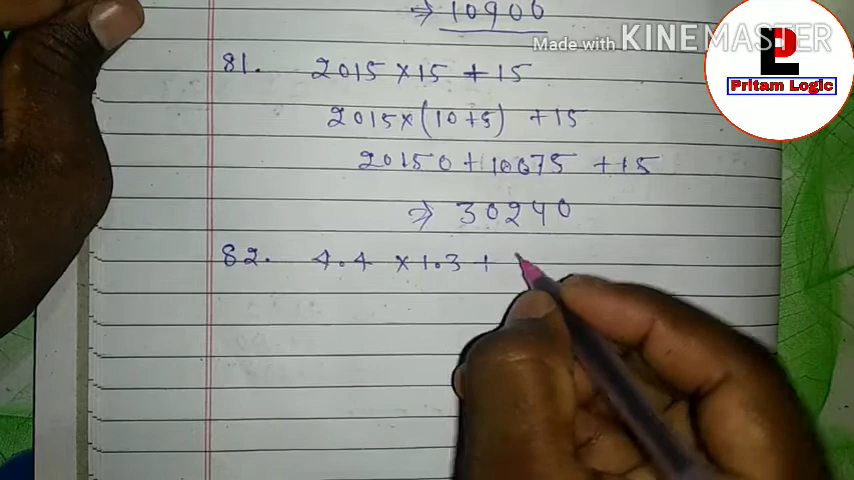 ⇒ 10900
Made with KINEMASTER
PL
Pritam Logic
81. 2015 × 15 + 15
2015 × (10 + 5) + 15
20150 + 10075 + 15
⇒ 30240
82. 4.4 × 1.3 +